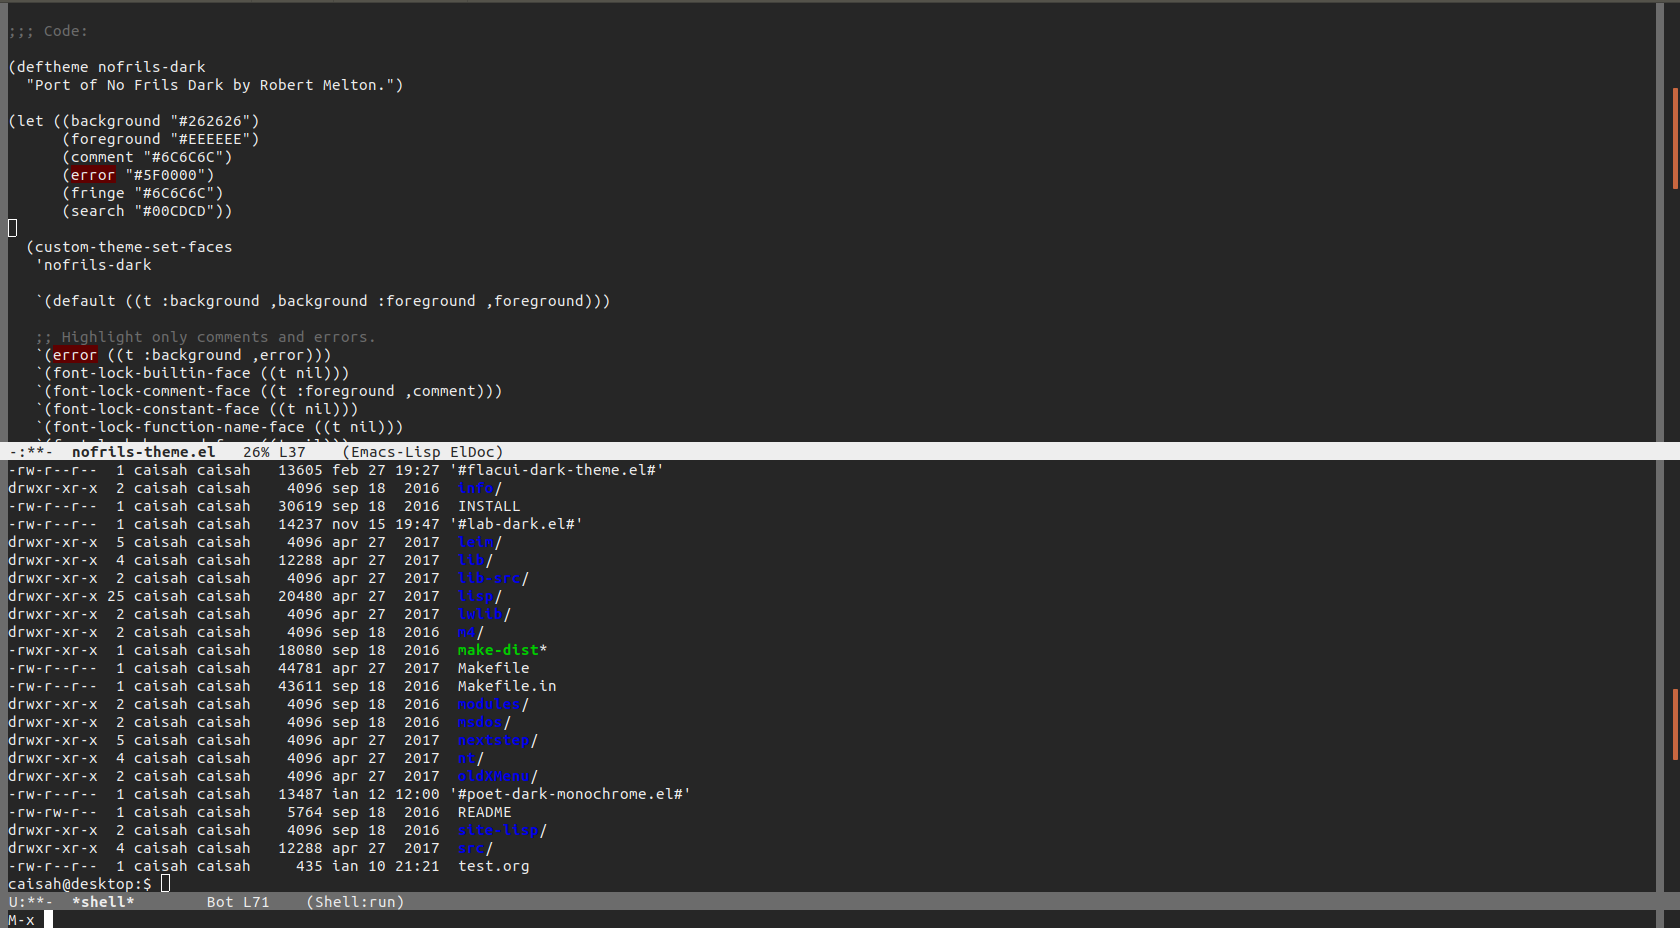 ;;; Code:
(deftheme nofrils-dark
"Port of No Frils Dark by Robert Melton.")
(let ((background "#262626")
(foreground "#EEEEEE")
(comment "#6C6C6C")
(error "#5F0000")
(fringe "#6C6C6C")
(search "#00CDCD"))
(custom-theme-set-faces
'nofrils-dark
`(default ((t :background ,background :foreground ,foreground)))
;; Highlight only comments and errors.
`(error ((t :background ,error)))
`(font-lock-builtin-face ((t nil)))
`(font-lock-comment-face ((t :foreground ,comment)))
`(font-lock-constant-face ((t nil)))
`(font-lock-function-name-face ((t nil)))
-:**-  nofrils-theme.el   26% L37    (Emacs-Lisp ElDoc)
-rw-r--r--  1 caisah caisah   13605 feb 27 19:27 '#flacui-dark-theme.el#'
drwxr-xr-x  2 caisah caisah    4096 sep 18  2016  info/
-rw-r--r--  1 caisah caisah   30619 sep 18  2016  INSTALL
-rw-r--r--  1 caisah caisah   14237 nov 15 19:47 '#lab-dark.el#'
drwxr-xr-x  5 caisah caisah    4096 apr 27  2017  leim/
drwxr-xr-x  4 caisah caisah   12288 apr 27  2017  lib/
drwxr-xr-x  2 caisah caisah    4096 apr 27  2017  lib-src/
drwxr-xr-x 25 caisah caisah   20480 apr 27  2017  lisp/
drwxr-xr-x  2 caisah caisah    4096 apr 27  2017  lwlib/
drwxr-xr-x  2 caisah caisah    4096 sep 18  2016  m4/
-rwxr-xr-x  1 caisah caisah   18080 sep 18  2016  make-dist*
-rw-r--r--  1 caisah caisah   44781 apr 27  2017  Makefile
-rw-r--r--  1 caisah caisah   43611 sep 18  2016  Makefile.in
drwxr-xr-x  2 caisah caisah    4096 sep 18  2016  modules/
drwxr-xr-x  2 caisah caisah    4096 sep 18  2016  msdos/
drwxr-xr-x  5 caisah caisah    4096 apr 27  2017  nextstep/
drwxr-xr-x  4 caisah caisah    4096 apr 27  2017  nt/
drwxr-xr-x  2 caisah caisah    4096 apr 27  2017  oldXMenu/
-rw-r--r--  1 caisah caisah   13487 ian 12 12:00 '#poet-dark-monochrome.el#'
-rw-rw-r--  1 caisah caisah    5764 sep 18  2016  README
drwxr-xr-x  2 caisah caisah    4096 sep 18  2016  site-lisp/
drwxr-xr-x  4 caisah caisah   12288 apr 27  2017  src/
-rw-r--r--  1 caisah caisah     435 ian 10 21:21  test.org
caisah@desktop:$
U:**-  *shell*        Bot L71    (Shell:run)
M-x